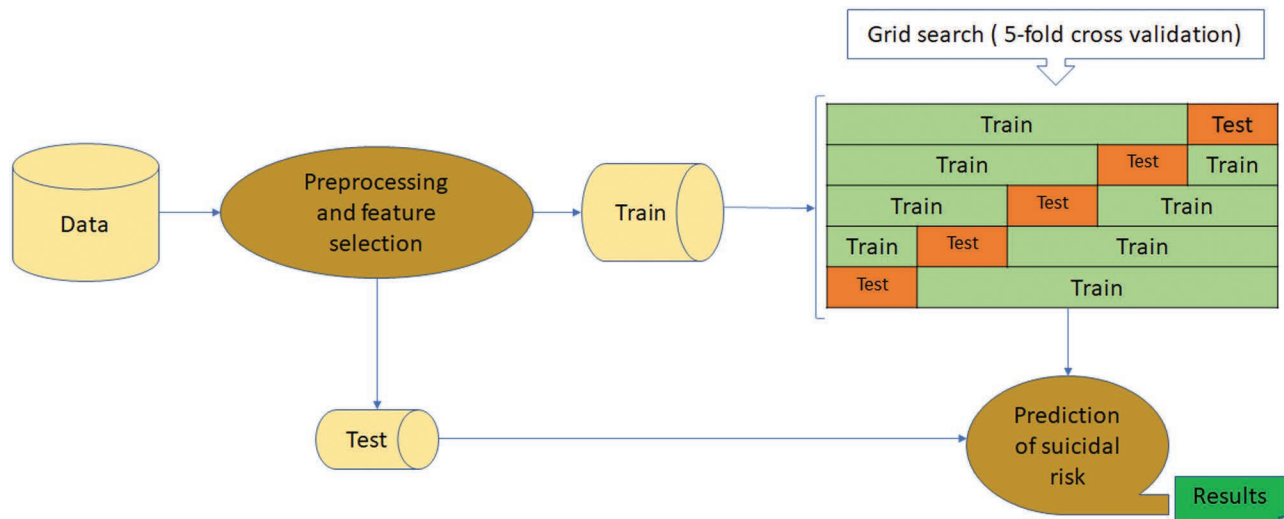 Grid search ( 5-fold cross validation)
Train Test
Train Test Train
Train Test Train
Train Test Train
Test Train
Data
Preprocessing
and feature
selection
Train
Test
Prediction
of suicidal
risk
Results